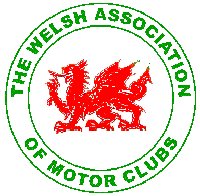 THE WELSH ASSOCIATION
OF MOTOR CLUBS